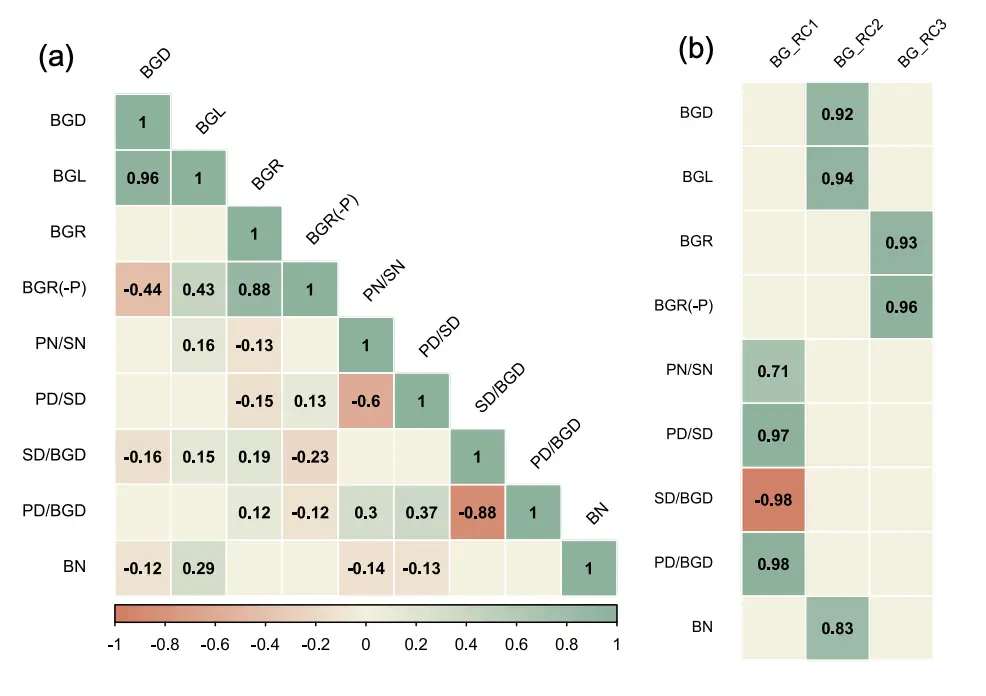 (a)
BGD
BGL
BGR
BGR(-P)
PN/SN
PD/SD
SD/BGD
PD/BGD
BN
BGD 1
BGL 0.96 1
BGR 1
BGR(-P) -0.44 0.43 0.88 1
PN/SN 0.16 -0.13 1
PD/SD -0.15 0.13 -0.6 1
SD/BGD -0.16 0.15 0.19 -0.23 1
PD/BGD 0.12 -0.12 0.3 0.37 -0.88 1
BN -0.12 0.29 -0.14 -0.13 1
-1 -0.8 -0.6 -0.4 -0.2 0 0.2 0.4 0.6 0.8 1
(b)
BG_RC1 BG_RC2 BG_RC3
BGD 0.92
BGL 0.94
BGR 0.93
BGR(-P) 0.96
PN/SN 0.71
PD/SD 0.97
SD/BGD -0.98
PD/BGD 0.98
BN 0.83